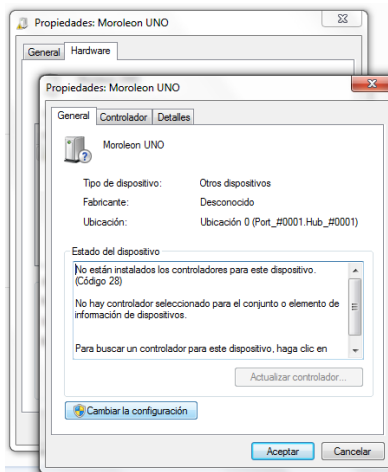 Propiedades: Moroleon UNO
General Hardware
Propiedades: Moroleon UNO
General Controlador Detalles
Moroleon UNO
Tipo de dispositivo: Otros dispositivos
Fabricante: Desconocido
Ubicación: Ubicación 0 (Port_#0001.Hub_#0001)
Estado del dispositivo
No están instalados los controladores para este dispositivo.
(Código 28)
No hay controlador seleccionado para el conjunto o elemento de
información de dispositivos.
Para buscar un controlador para este dispositivo, haga clic en
Actualizar controlador...
Cambiar la configuración
Aceptar Cancelar